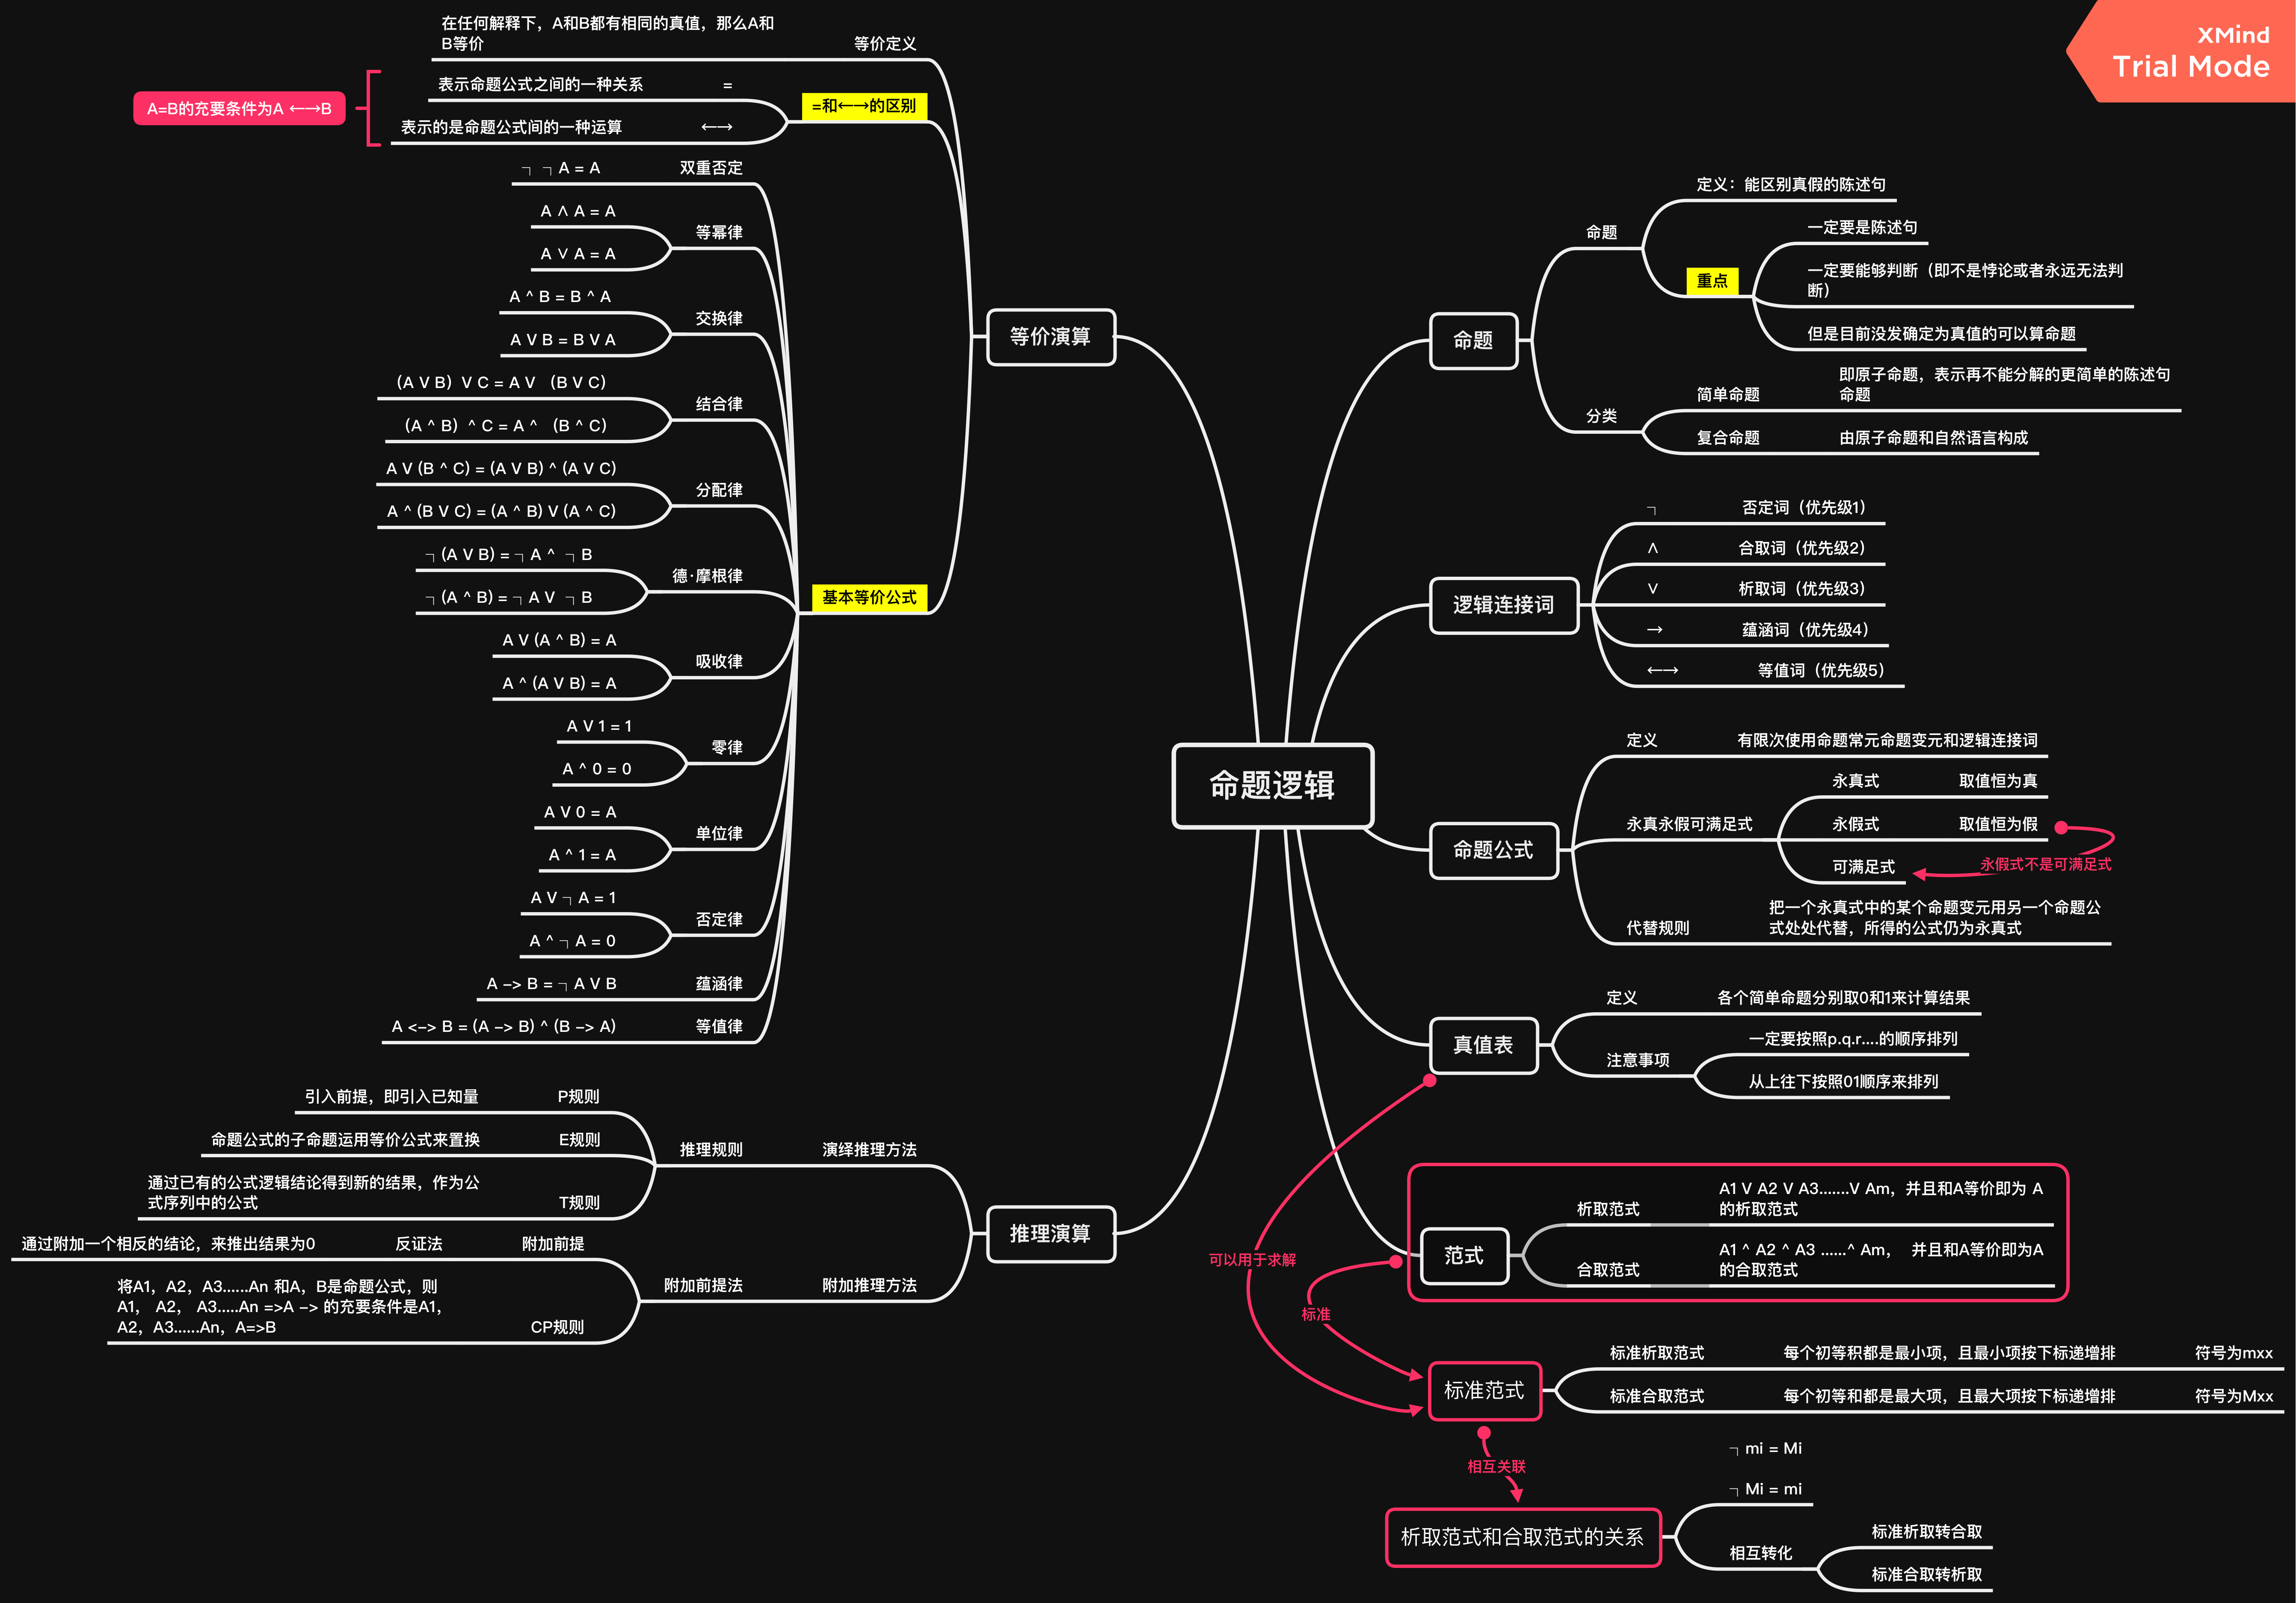 XMind
Trial Mode
命题逻辑
命题
命题
定义：能区别真假的陈述句
重点
一定要是陈述句
一定要能够判断（即不是悖论或者永远无法判
断）
但是目前没发确定为真值的可以算命题
分类
简单命题
即原子命题，表示再不能分解的更简单的陈述句
命题
复合命题
由原子命题和自然语言构成
逻辑连接词
ㄱ 否定词（优先级1）
∧ 合取词（优先级2）
∨ 析取词（优先级3）
→ 蕴涵词（优先级4）
←→ 等值词（优先级5）
命题公式
定义
有限次使用命题常元命题变元和逻辑连接词
永真永假可满足式
永真式 取值恒为真
永假式 取值恒为假
可满足式
永假式不是可满足式
代替规则
把一个永真式中的某个命题变元用另一个命题公
式处处代替，所得的公式仍为永真式
真值表
定义
各个简单命题分别取0和1来计算结果
注意事项
一定要按照p.q.r....的顺序排列
从上往下按照01顺序来排列
可以用于求解
范式
析取范式
A1 V A2 V A3.......V Am，并且和A等价即为 A
的析取范式
合取范式
A1 ^ A2 ^ A3 ......^ Am， 并且和A等价即为A
的合取范式
标准
标准范式
标准析取范式 每个初等积都是最小项，且最小项按下标递增排 符号为mxx
标准合取范式 每个初等和都是最大项，且最大项按下标递增排 符号为Mxx
相互关联
析取范式和合取范式的关系
ㄱ mi = Mi
ㄱ Mi = mi
相互转化
标准析取转合取
标准合取转析取
等价演算
等价定义
在任何解释下，A和B都有相同的真值，那么A和
B等价
=和←→的区别
表示命题公式之间的一种关系 =
表示的是命题公式间的一种运算 ←→
A=B的充要条件为A ←→B
基本等价公式
双重否定
ㄱ ㄱ A = A
等幂律
A ∧ A = A
A ∨ A = A
交换律
A ^ B = B ^ A
A V B = B V A
结合律
（A V B）V C = A V （B V C）
（A ^ B）^ C = A ^ （B ^ C）
分配律
A V (B ^ C) = (A V B) ^ (A V C)
A ^ (B V C) = (A ^ B) V (A ^ C)
德·摩根律
ㄱ (A V B) = ㄱ A ^ ㄱ B
ㄱ (A ^ B) = ㄱ A V ㄱ B
吸收律
A V (A ^ B) = A
A ^ (A V B) = A
零律
A V 1 = 1
A ^ 0 = 0
单位律
A V 0 = A
A ^ 1 = A
否定律
A V ㄱ A = 1
A ^ ㄱ A = 0
蕴涵律
A –> B = ㄱ A V B
等值律
A <–> B = (A –> B) ^ (B –> A)
推理演算
演绎推理方法
推理规则
引入前提，即引入已知量 P规则
命题公式的子命题运用等价公式来置换 E规则
通过已有的公式逻辑结论得到新的结果，作为公
式序列中的公式
T规则
附加推理方法
附加前提法
附加前提
反证法
通过附加一个相反的结论，来推出结果为0
将A1，A2，A3......An 和A，B是命题公式，则
A1， A2， A3.....An =>A –> 的充要条件是A1，
A2，A3......An，A=>B
CP规则